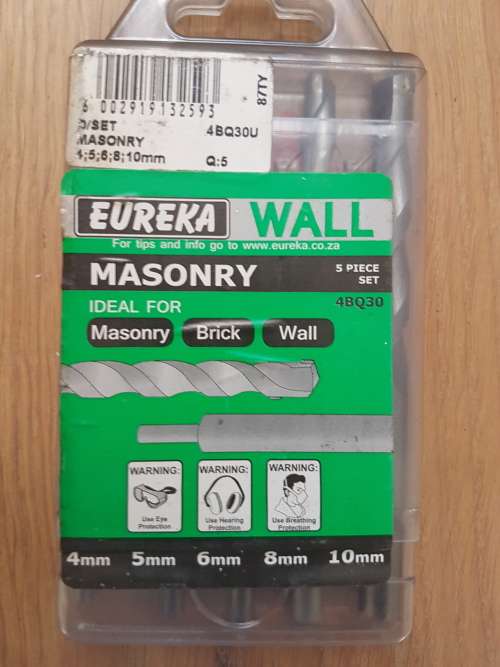 87TY
6 002919132593
D/SET 4BQ30U
MASONRY
4;5;6;8;10mm Q:5
EUREKA WALL
For tips and info go to www.eureka.co.za
MASONRY 5 PIECE SET
4BQ30
IDEAL FOR
Masonry Brick Wall
WARNING: WARNING: WARNING:
Use Eye Protection Use Hearing Protection Use Breathing Protection
4mm 5mm 6mm 8mm 10mm